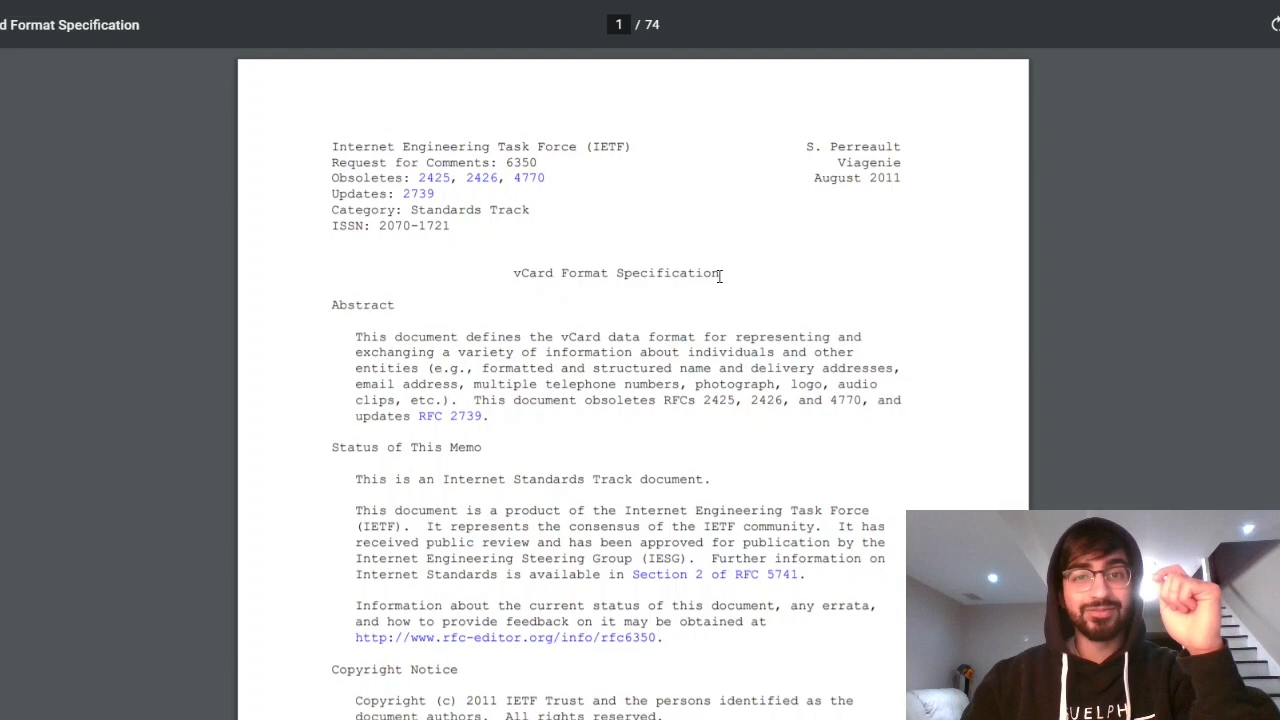 d Format Specification
1 / 74
Internet Engineering Task Force (IETF) S. Perreault
Request for Comments: 6350 Viagenie
Obsoletes: 2425, 2426, 4770 August 2011
Updates: 2739
Category: Standards Track
ISSN: 2070-1721
vCard Format Specification
Abstract
This document defines the vCard data format for representing and
exchanging a variety of information about individuals and other
entities (e.g., formatted and structured name and delivery addresses,
email address, multiple telephone numbers, photograph, logo, audio
clips, etc.). This document obsoletes RFCs 2425, 2426, and 4770, and
updates RFC 2739.
Status of This Memo
This is an Internet Standards Track document.
This document is a product of the Internet Engineering Task Force
(IETF). It represents the consensus of the IETF community. It has
received public review and has been approved for publication by the
Internet Engineering Steering Group (IESG). Further information on
Internet Standards is available in Section 2 of RFC 5741.
Information about the current status of this document, any errata,
and how to provide feedback on it may be obtained at
http://www.rfc-editor.org/info/rfc6350.
Copyright Notice
Copyright (c) 2011 IETF Trust and the persons identified as the
document authors. All rights reserved.
UELPH